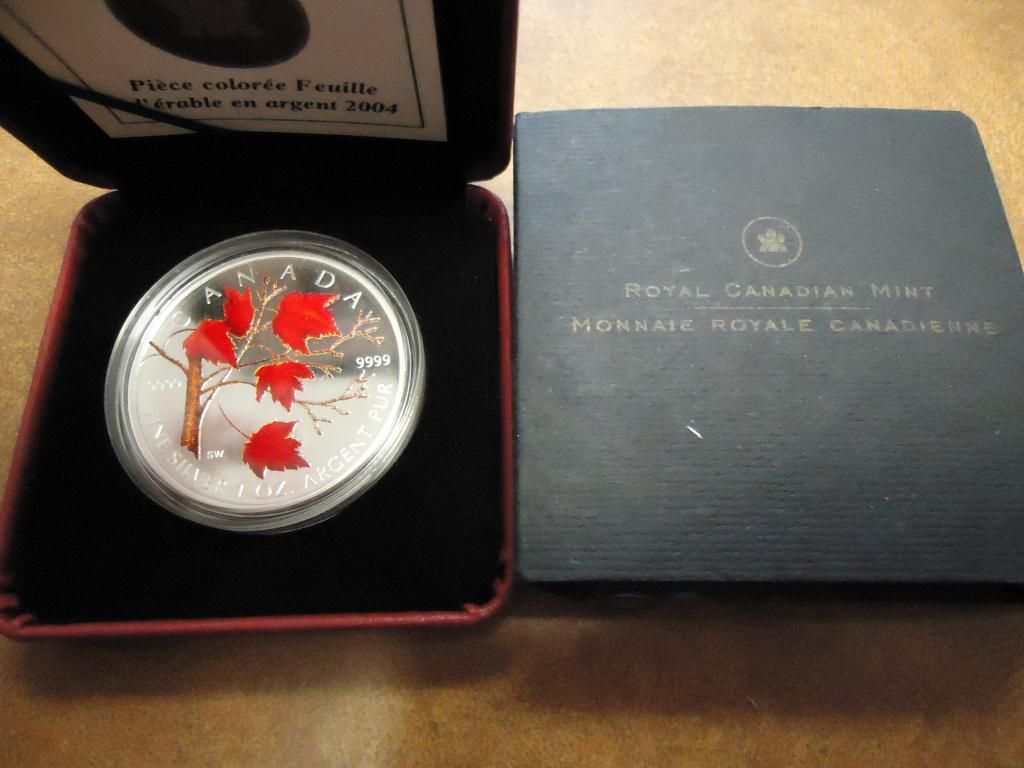 Pièce colorée Feuille
d'érable en argent 2004
CANADA
9999
9999
SW
FINE SILVER 1 OZ. ARGENT PUR
ROYAL CANADIAN MINT
MONNAIE ROYALE CANADIENNE